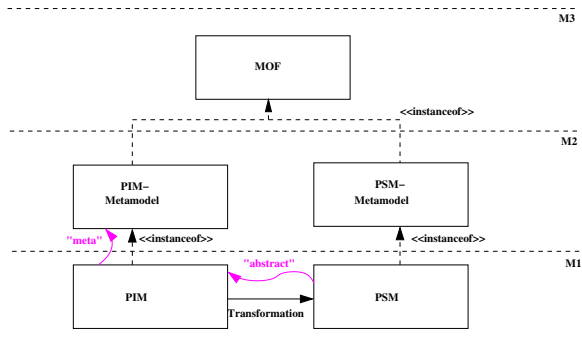 M3
MOF
<<instanceof>>
M2
PIM−
Metamodel
PSM−
Metamodel
"meta"
<<instanceof>>
<<instanceof>>
M1
"abstract"
PIM
PSM
Transformation